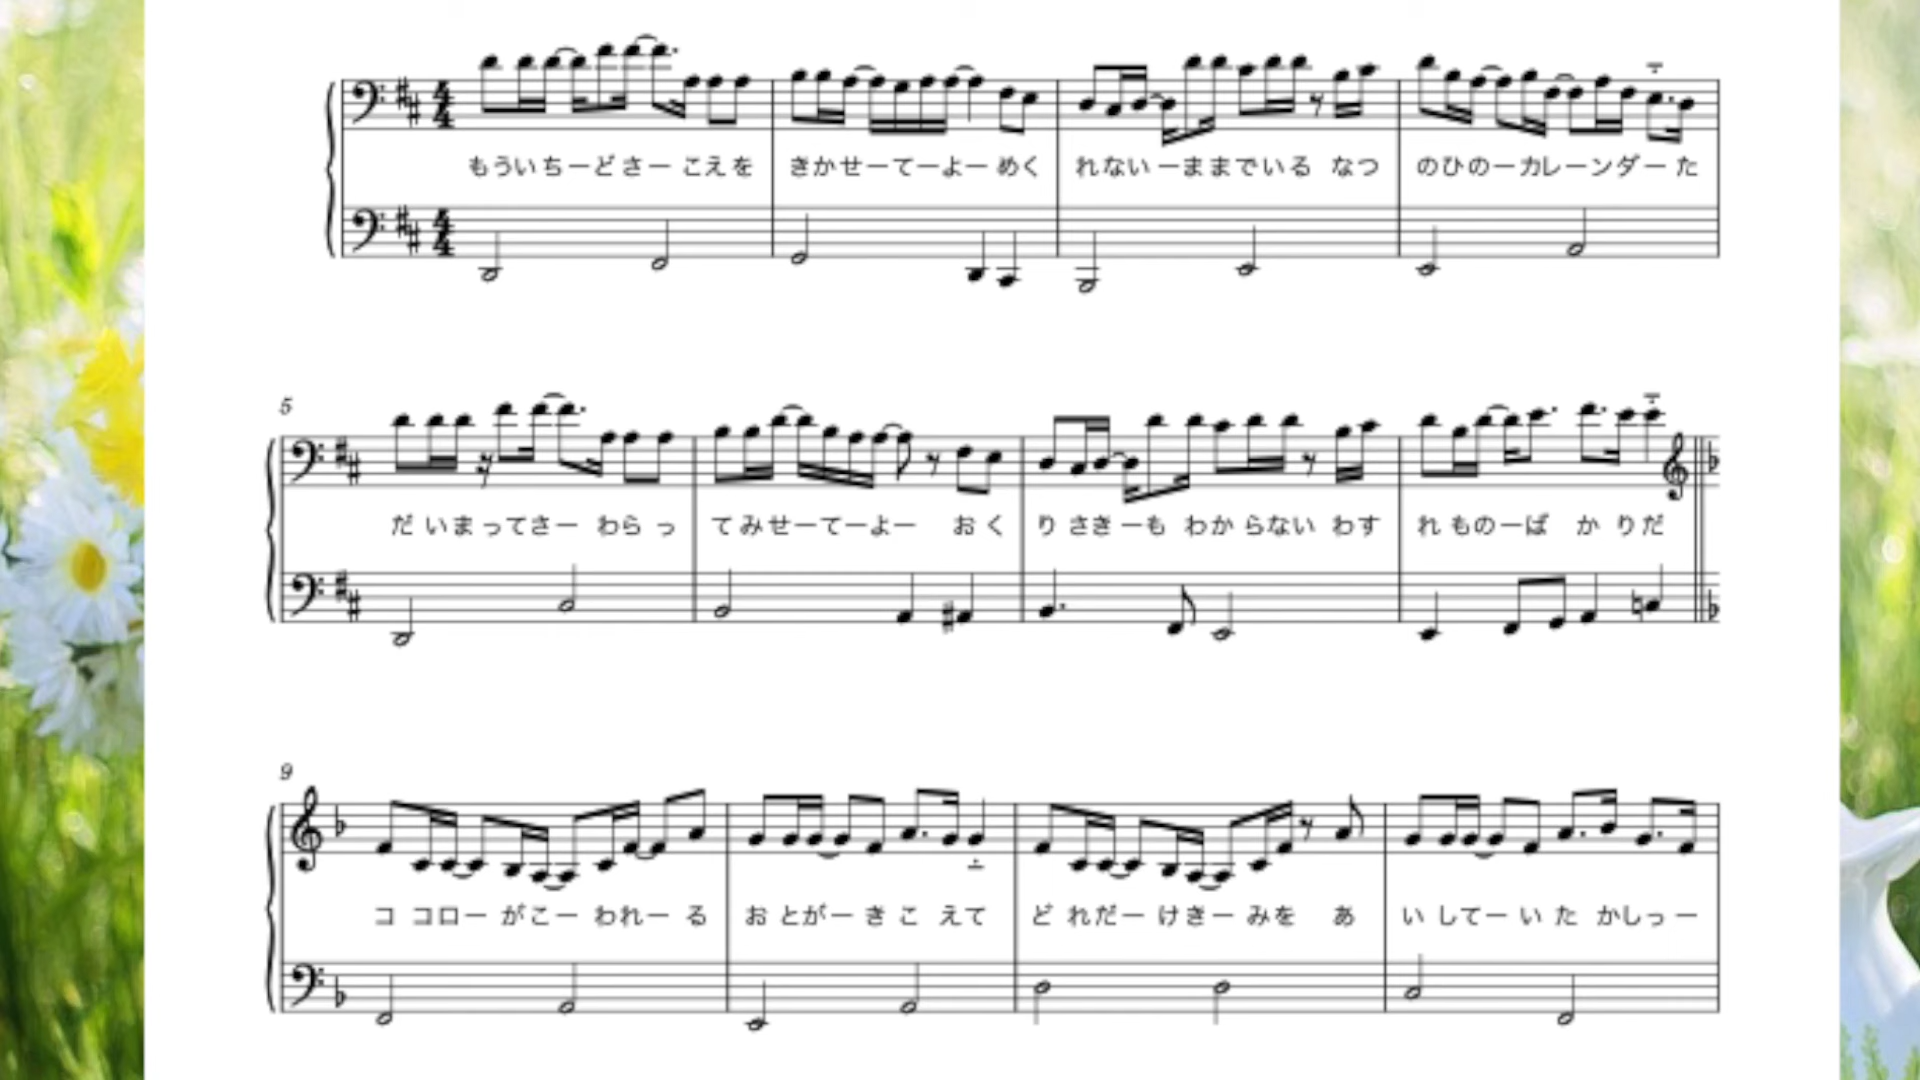 もういちーどさー こえを きかせーてーよー めく れない ーままでいる なつ のひのーカレーンダー た
5
だ いま ってさー わら っ てみせーてーよー おく り さきーも わか らない わす れ ものーば か りだ
9
コ コロー がこー われー る お とがー き こ えて ど れだー けきー みを あ い してー い た かしっー